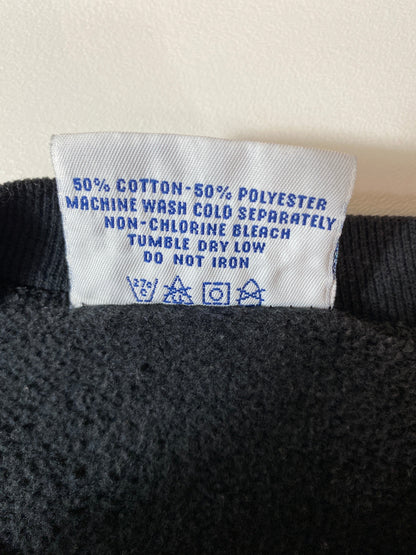 50% COTTON-50% POLYESTER
MACHINE WASH COLD SEPARATELY
NON-CHLORINE BLEACH
TUMBLE DRY LOW
DO NOT IRON